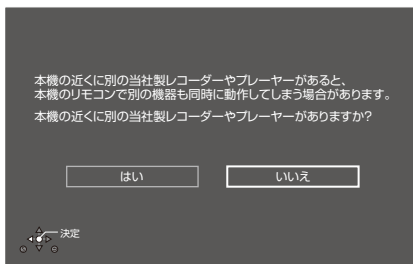 本機の近くに別の当社製レコーダーやプレーヤーがあると、
本機のリモコンで別の機器も同時に動作してしまう場合があります。
本機の近くに別の当社製レコーダーやプレーヤーがありますか?
はい
いいえ
決定